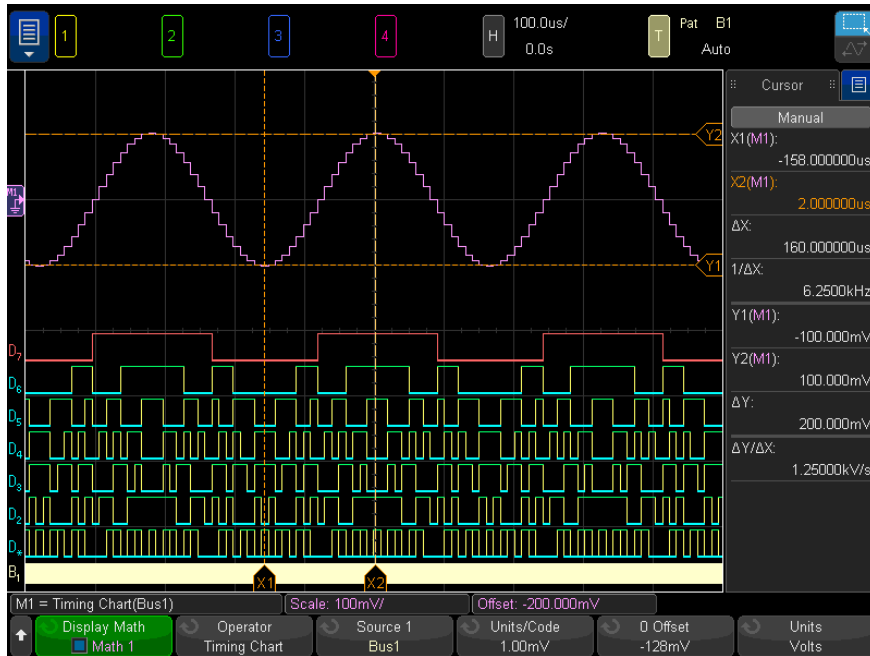 1 2 3 4 H 100.0us/ 0.0s T Pat B1 Auto
Cursor
Manual
X1(M1):
-158.000000us
X2(M1):
2.000000us
ΔX:
160.000000us
1/ΔX:
6.2500kHz
Y1(M1):
-100.000mV
Y2(M1):
100.000mV
ΔY:
200.000mV
ΔY/ΔX:
1.25000kV/s
Y2
M1
Y1
D7
D6
D5
D4
D3
D2
D*
B1
X1 X2
M1 = Timing Chart(Bus1) Scale: 100mV/ Offset: -200.000mV
Display Math Operator Source 1 Units/Code 0 Offset Units
Math 1 Timing Chart Bus1 1.00mV -128mV Volts